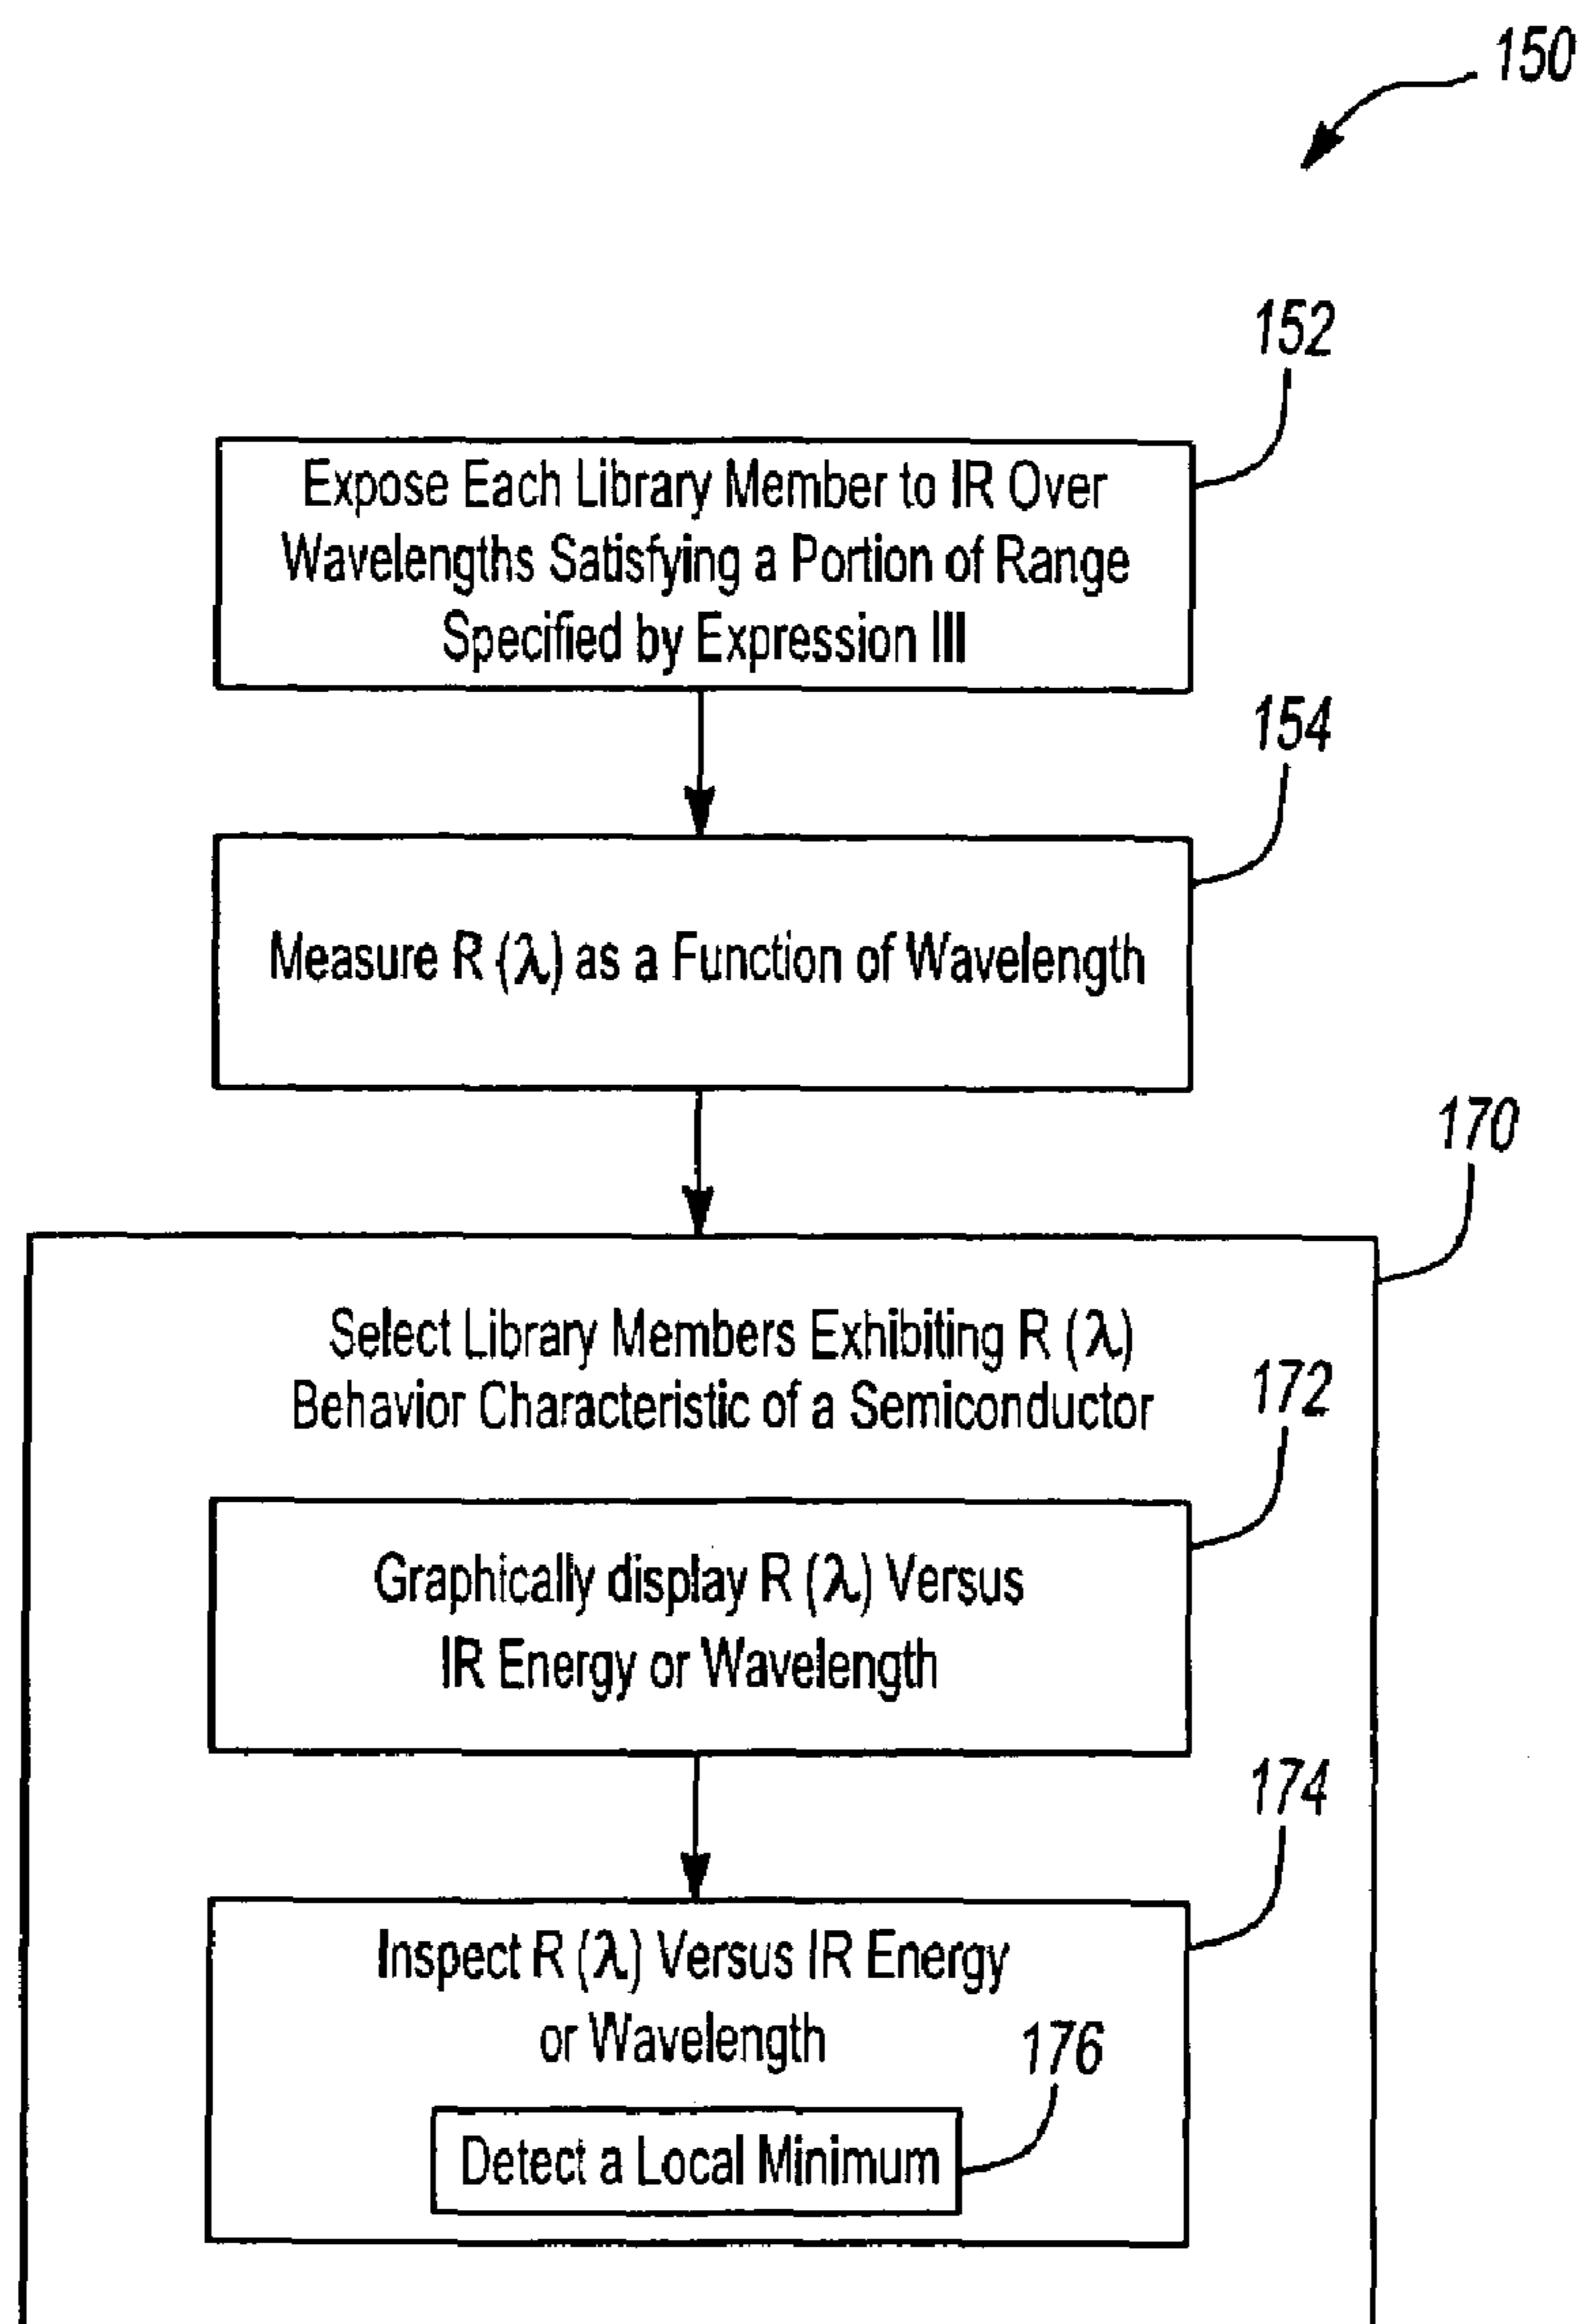 150
152
Expose Each Library Member to IR Over
Wavelengths Satisfying a Portion of Range
Specified by Expression III
154
Measure R (λ) as a Function of Wavelength
170
Select Library Members Exhibiting R (λ)
Behavior Characteristic of a Semiconductor
172
Graphically display R (λ) Versus
IR Energy or Wavelength
174
Inspect R (λ) Versus IR Energy
or Wavelength
176
Detect a Local Minimum